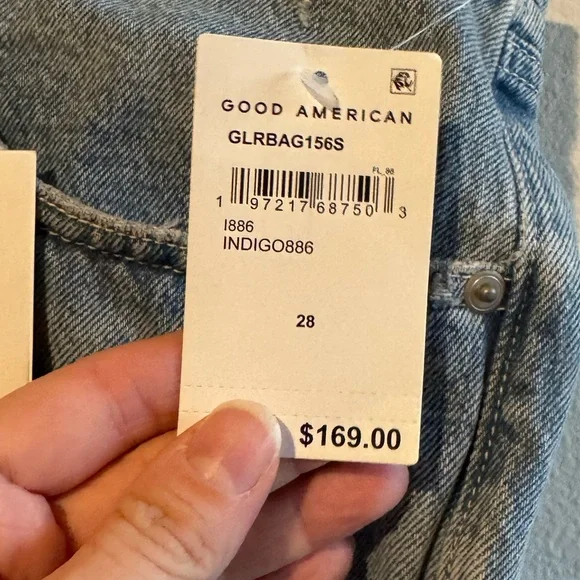 GOOD AMERICAN
GLRBAG156S
FL_86
1 97217 68750 3
I886
INDIGO886
28
$169.00